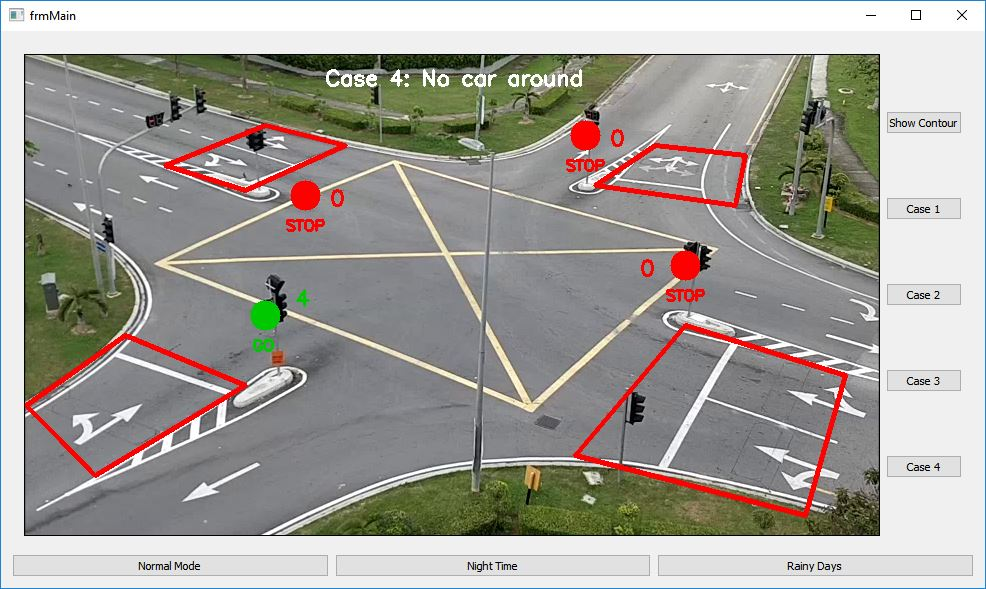 frmMain
Case 4: No car around
0
STOP
0
STOP
0
STOP
4
GO
Show Contour
Case 1
Case 2
Case 3
Case 4
Normal Mode
Night Time
Rainy Days